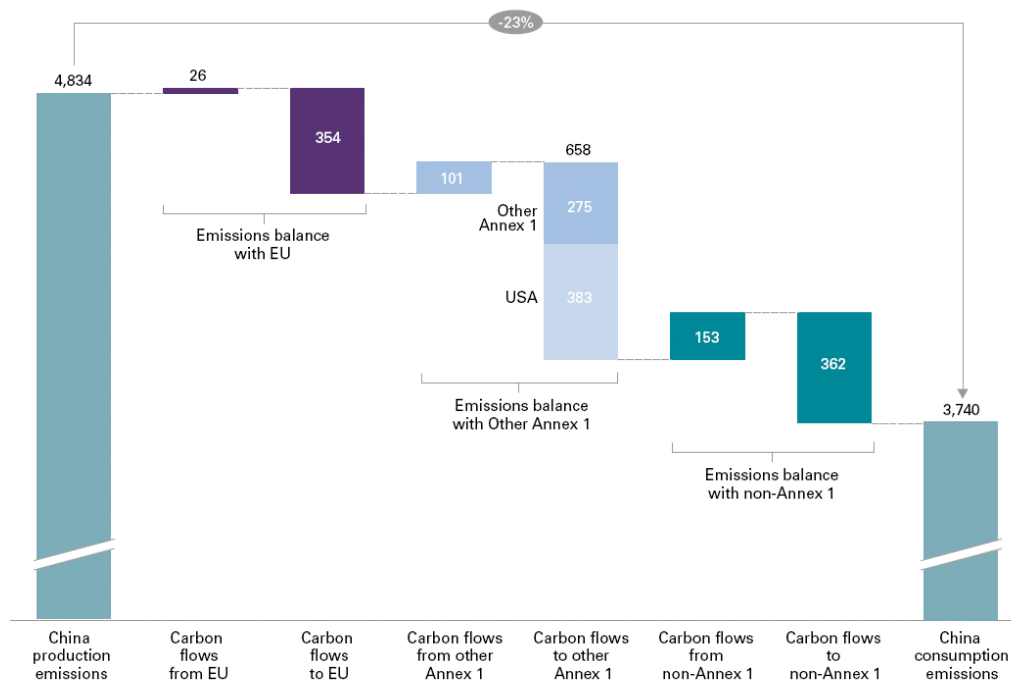 -23%
4,834
26
354
Emissions balance
with EU
101
658
Other
Annex 1
275
USA
383
Emissions balance
with Other Annex 1
153
362
Emissions balance
with non-Annex 1
3,740
China
production
emissions
Carbon
flows
from EU
Carbon
flows
to EU
Carbon flows
from other
Annex 1
Carbon flows
to other
Annex 1
Carbon flows
from
non-Annex 1
Carbon flows
to
non-Annex 1
China
consumption
emissions